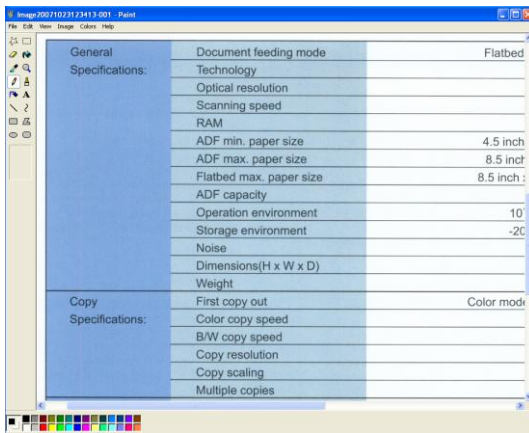 Image20071023123413-001 - Paint
File Edit View Image Colors Help
General Document feeding mode Flatbed
Specifications: Technology
Optical resolution
Scanning speed
RAM
ADF min. paper size 4.5 inch
ADF max. paper size 8.5 inch
Flatbed max. paper size 8.5 inch
ADF capacity
Operation environment 10
Storage environment -20
Noise
Dimensions(H x W x D)
Weight
Copy First copy out Color mode
Specifications: Color copy speed
B/W copy speed
Copy resolution
Copy scaling
Multiple copies